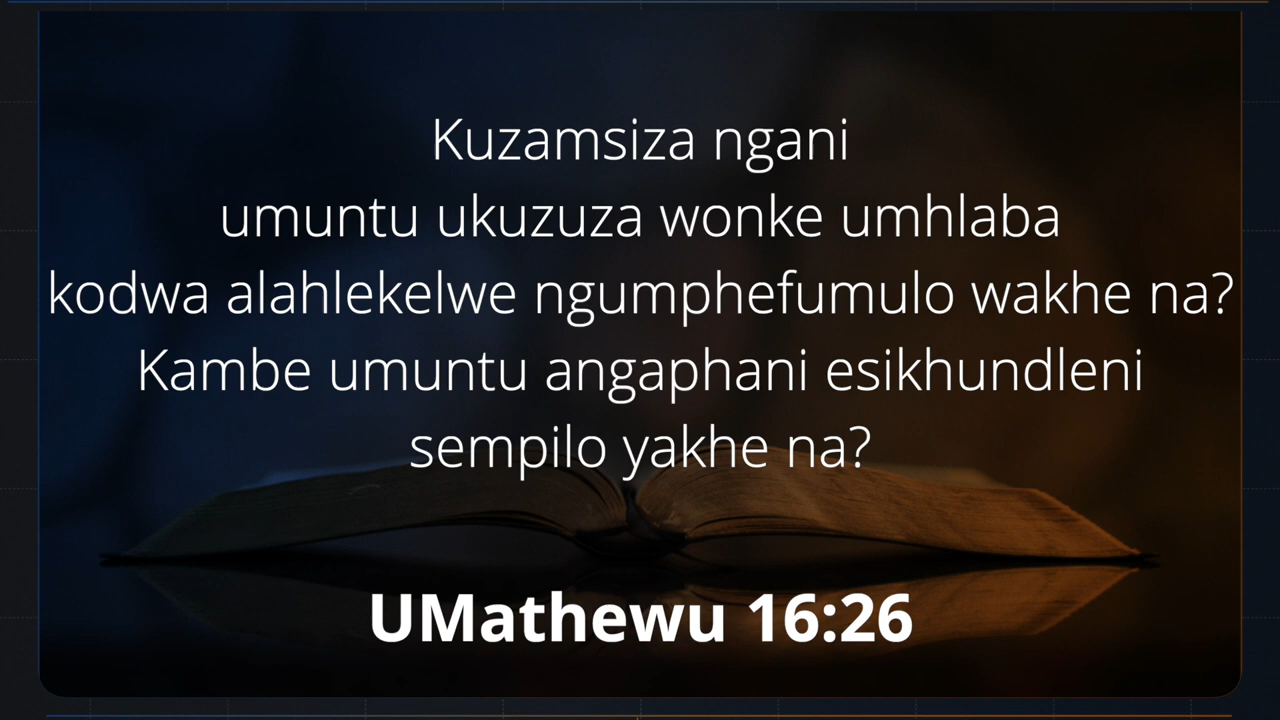 Kuzamsiza ngani
umuntu ukuzuza wonke umhlaba
kodwa alahlekelwe ngumphefumulo wakhe na?
Kambe umuntu angaphani esikhundleni
sempilo yakhe na?
UMathewu 16:26